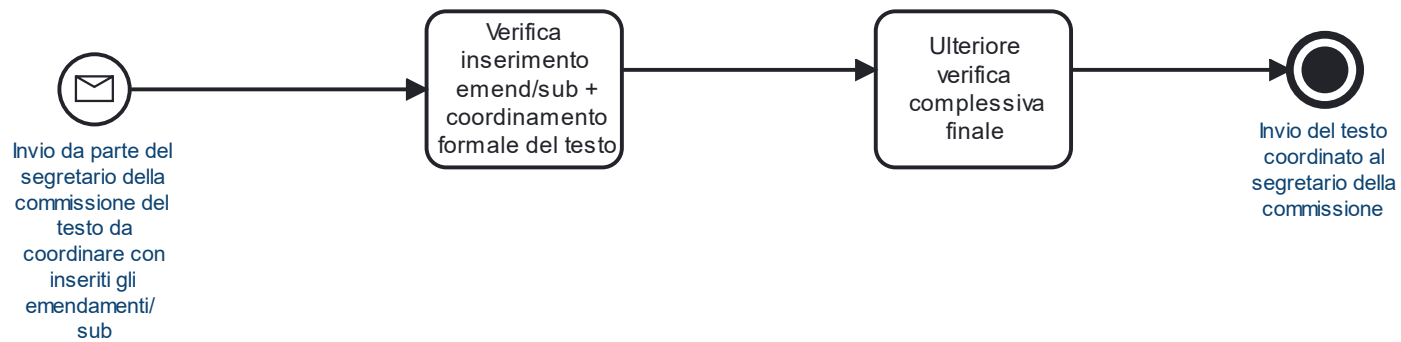 Invio da parte del
segretario della
commissione del
testo da
coordinare con
inseriti gli
emendamenti/
sub
Verifica
inserimento
emend/sub +
coordinamento
formale del testo
Ulteriore
verifica
complessiva
finale
Invio del testo
coordinato al
segretario della
commissione